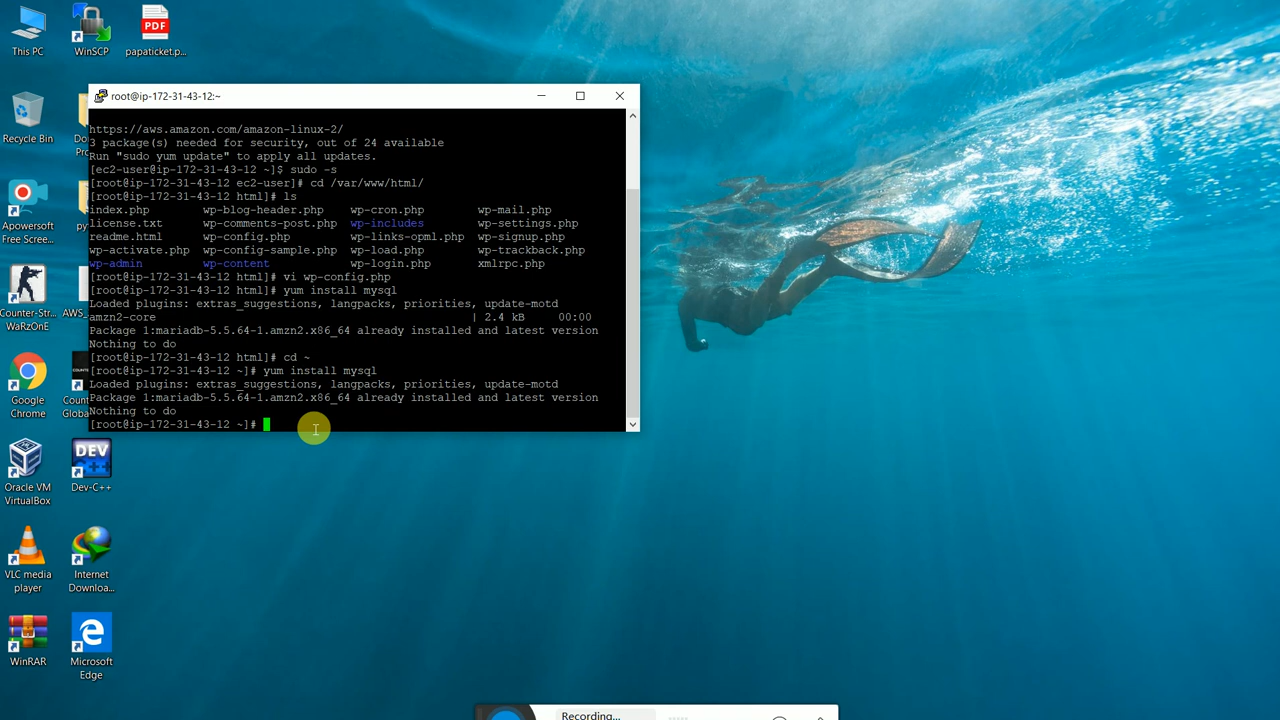 This PC
WinSCP
PDF
papaticket.p...
Recycle Bin
Apowersoft
Free Screen...
Counter-Str...
WaRzOnE
AWS
Google
Chrome
Oracle VM
VirtualBox
DEV
C++
Dev-C++
VLC media
player
Internet
Downloa...
WinRAR
Microsoft
Edge
root@ip-172-31-43-12:~
https://aws.amazon.com/amazon-linux-2/
3 package(s) needed for security, out of 24 available
Run "sudo yum update" to apply all updates.
[ec2-user@ip-172-31-43-12 ~]$ sudo -s
[root@ip-172-31-43-12 ec2-user]# cd /var/www/html/
[root@ip-172-31-43-12 html]# ls
index.php wp-blog-header.php wp-cron.php wp-mail.php
license.txt wp-comments-post.php wp-includes wp-settings.php
readme.html wp-config.php wp-links-opml.php wp-signup.php
wp-activate.php wp-config-sample.php wp-load.php wp-trackback.php
wp-admin wp-content wp-login.php xmlrpc.php
[root@ip-172-31-43-12 html]# vi wp-config.php
[root@ip-172-31-43-12 html]# yum install mysql
Loaded plugins: extras_suggestions, langpacks, priorities, update-motd
amzn2-core | 2.4 kB 00:00
Package 1:mariadb-5.5.64-1.amzn2.x86_64 already installed and latest version
Nothing to do
[root@ip-172-31-43-12 html]# cd ~
[root@ip-172-31-43-12 ~]# yum install mysql
Loaded plugins: extras_suggestions, langpacks, priorities, update-motd
Package 1:mariadb-5.5.64-1.amzn2.x86_64 already installed and latest version
Nothing to do
[root@ip-172-31-43-12 ~]#
Recording...